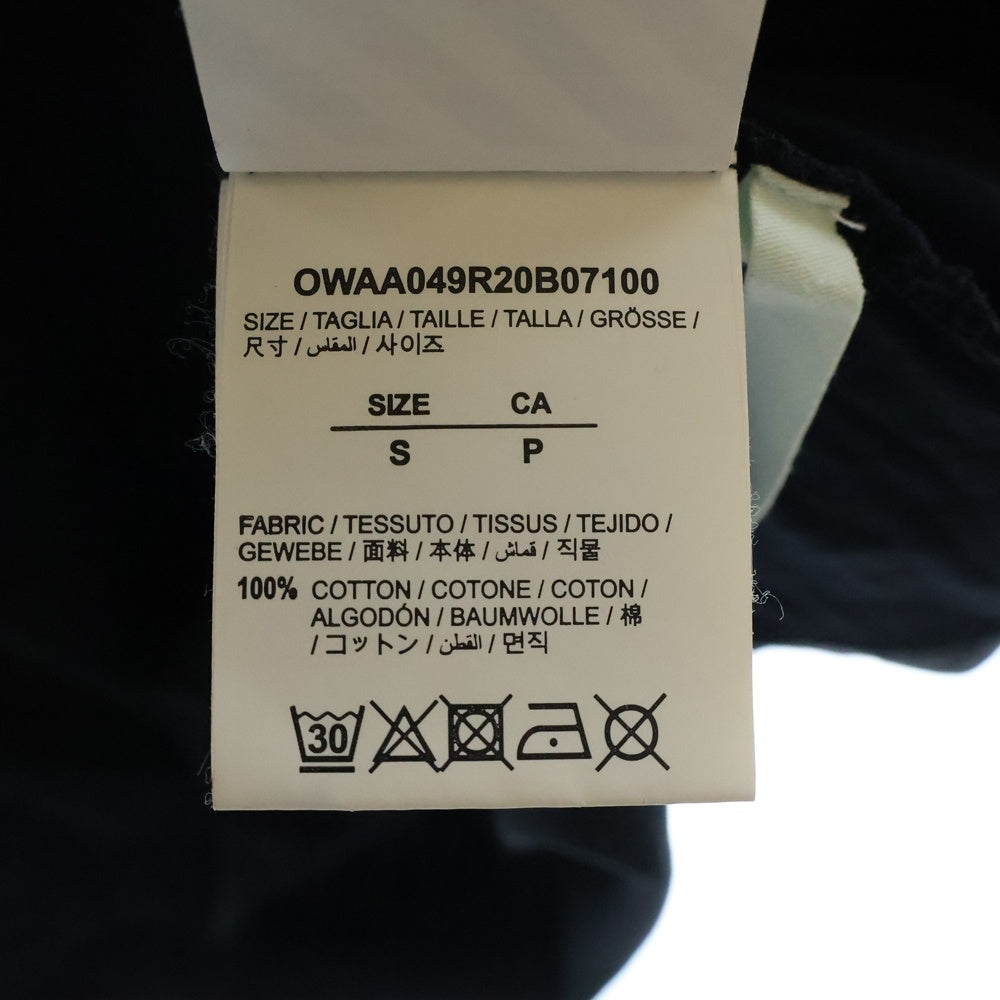 OWAA049R20B07100
SIZE / TAGLIA / TAILLE / TALLA / GRÖSSE /
尺寸 / المقاس / 사이즈
SIZE CA
S P
FABRIC / TESSUTO / TISSUS / TEJIDO /
GEWEBE / 面料 / 本体 / قماش / 직물
100% COTTON / COTONE / COTON /
ALGODÓN / BAUMWOLLE / 棉
/ コットン / القطن / 면직
30